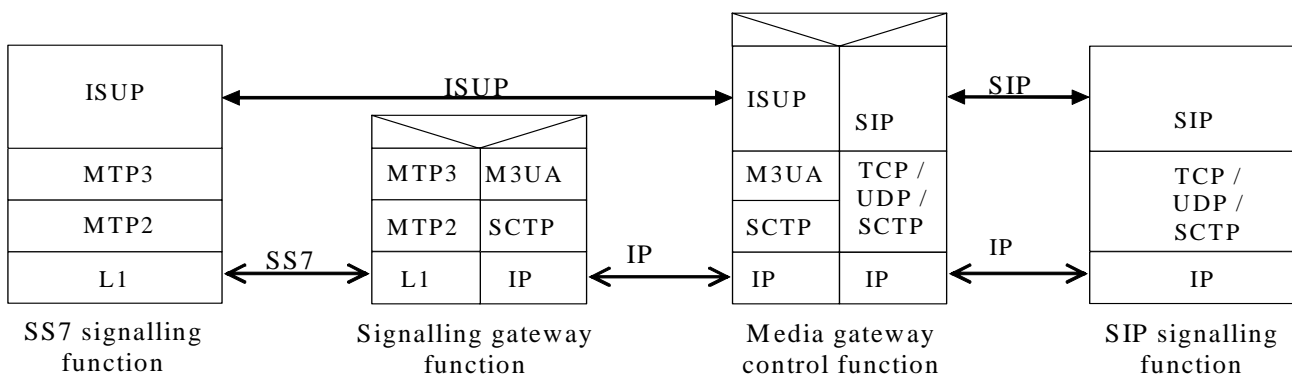 ISUP
MTP3
MTP2
L1
SS7 signalling
function
ISUP
SS7
MTP3
M3UA
MTP2
SCTP
L1
IP
Signalling gateway
function
IP
ISUP
SIP
M3UA
SCTP
TCP /
UDP /
SCTP
IP
IP
Media gateway
control function
SIP
IP
SIP
TCP /
UDP /
SCTP
IP
SIP signalling
function